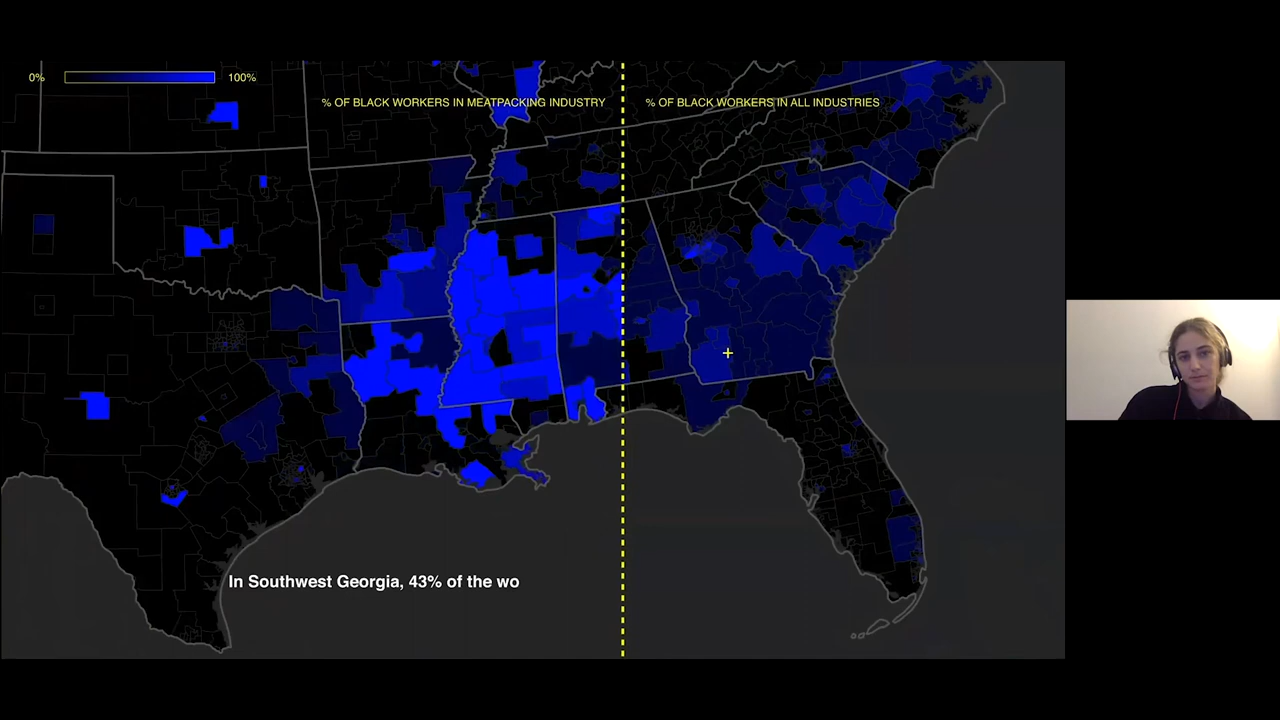 0% 100%
% OF BLACK WORKERS IN MEATPACKING INDUSTRY
% OF BLACK WORKERS IN ALL INDUSTRIES
In Southwest Georgia, 43% of the wo